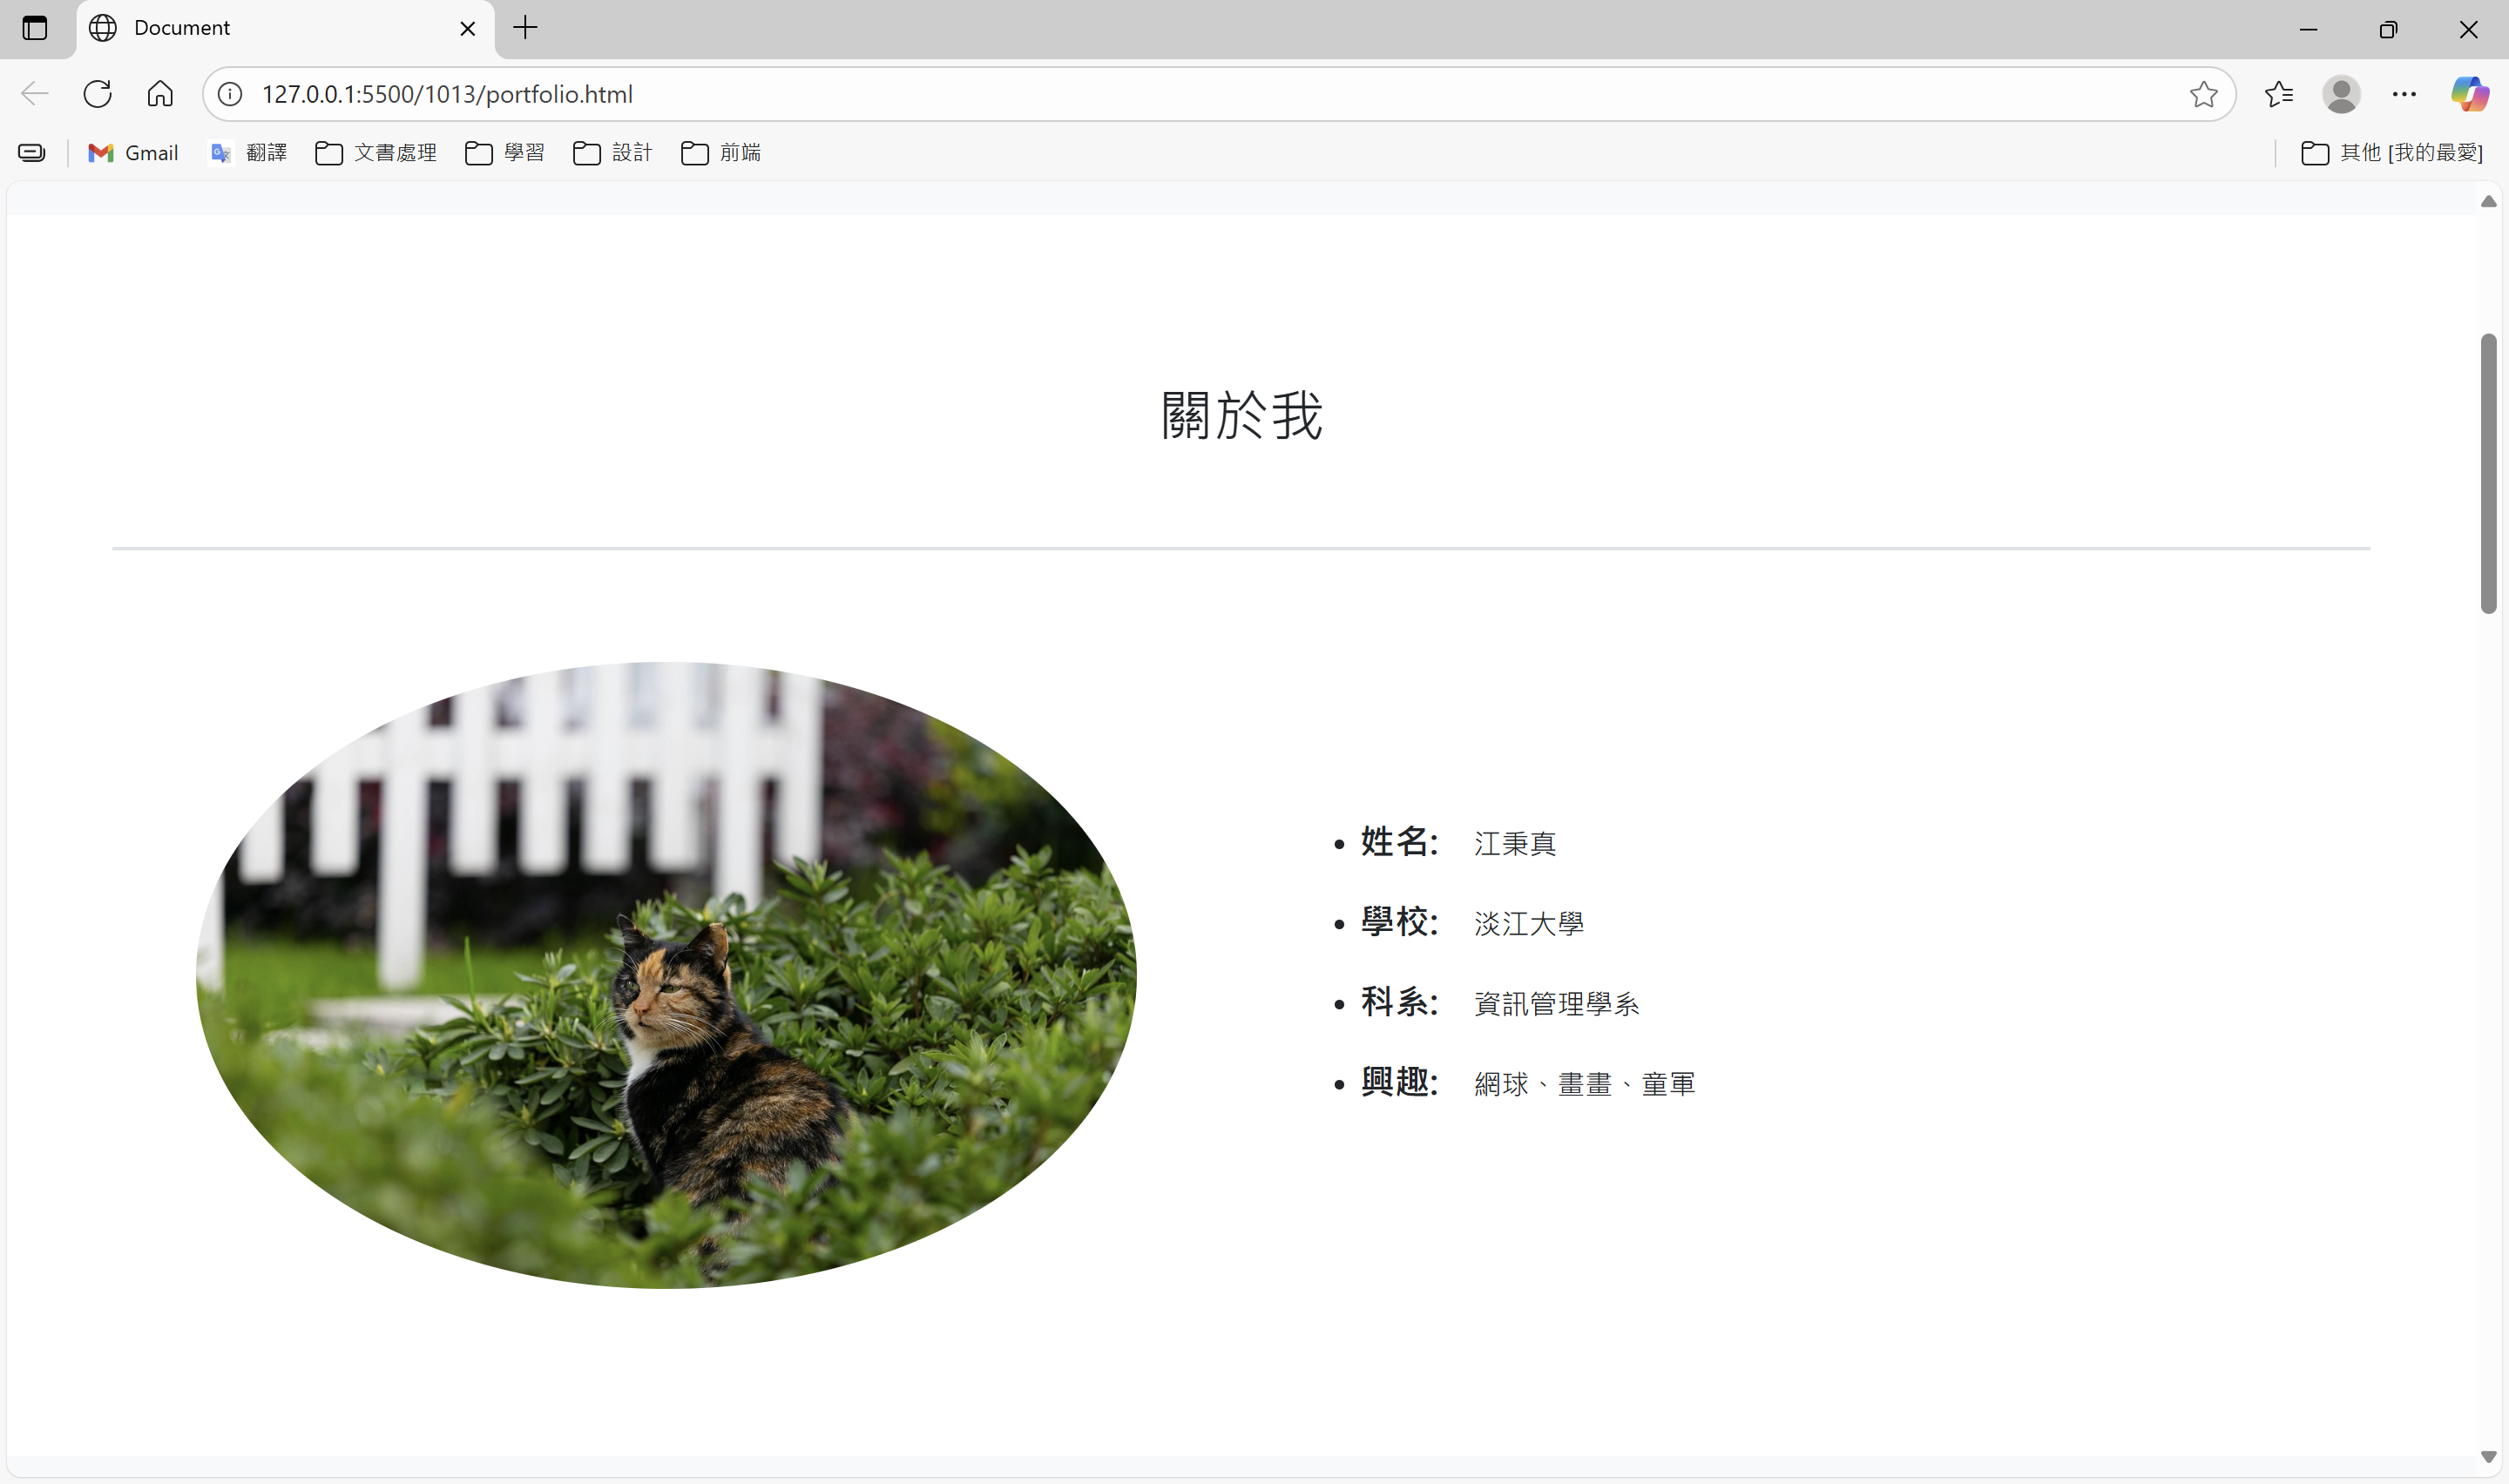 Document
127.0.0.1:5500/1013/portfolio.html
Gmail 翻譯 文書處理 學習 設計 前端 其他 [我的最愛]
關於我
• 姓名: 江秉真
• 學校: 淡江大學
• 科系: 資訊管理學系
• 興趣: 網球、畫畫、童軍